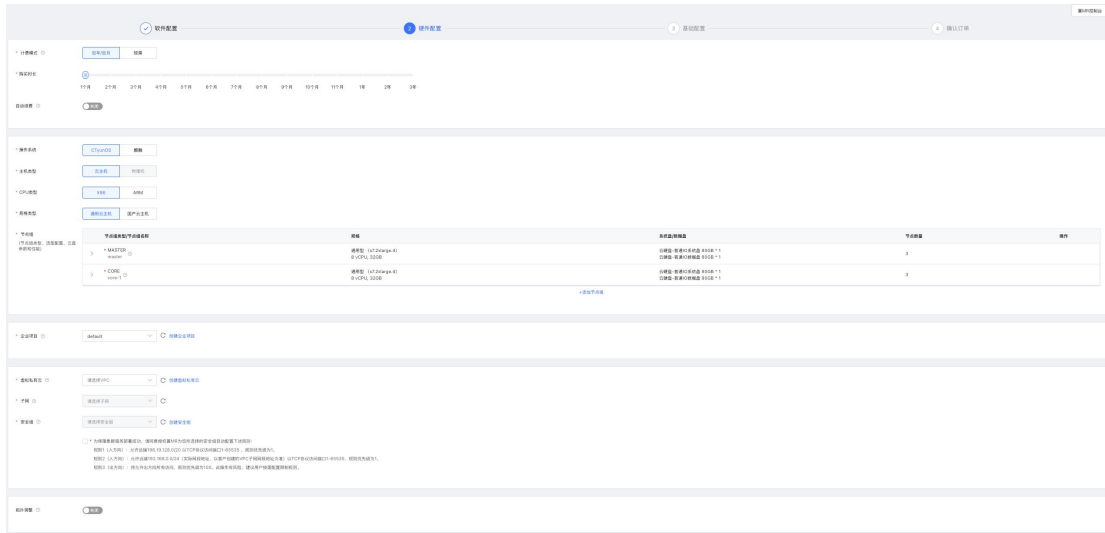 翼MR控制台
软件配置
2 硬件配置
3 基础配置
4 确认订单
* 计费模式
包年/包月 按需
* 购买时长
1个月 2个月 3个月 4个月 5个月 6个月 7个月 8个月 9个月 10个月 11个月 1年 2年 3年
自动续费
关闭
* 操作系统
CTyunOS 麒麟
* 主机类型
云主机 物理机
* CPU类型
X86 ARM
* 规格类型
通用云主机 国产云主机
* 节点组
节点组类型/节点组名称 规格 系统盘/数据盘 节点数量 操作
* MASTER
master
通用型 (s7.2xlarge.4)
8 vCPU, 32GB
云硬盘-普通IO系统盘 80GB * 1
云硬盘-普通IO数据盘 80GB * 1
3
* CORE
core-1
通用型 (s7.2xlarge.4)
8 vCPU, 32GB
云硬盘-普通IO系统盘 80GB * 1
云硬盘-普通IO数据盘 80GB * 1
3
+添加节点组
* 企业项目
default
创建企业项目
* 虚拟私有云
请选择VPC
创建虚拟私有云
* 子网
请选择子网
* 安全组
请选择安全组
创建安全组
拓扑调整
关闭